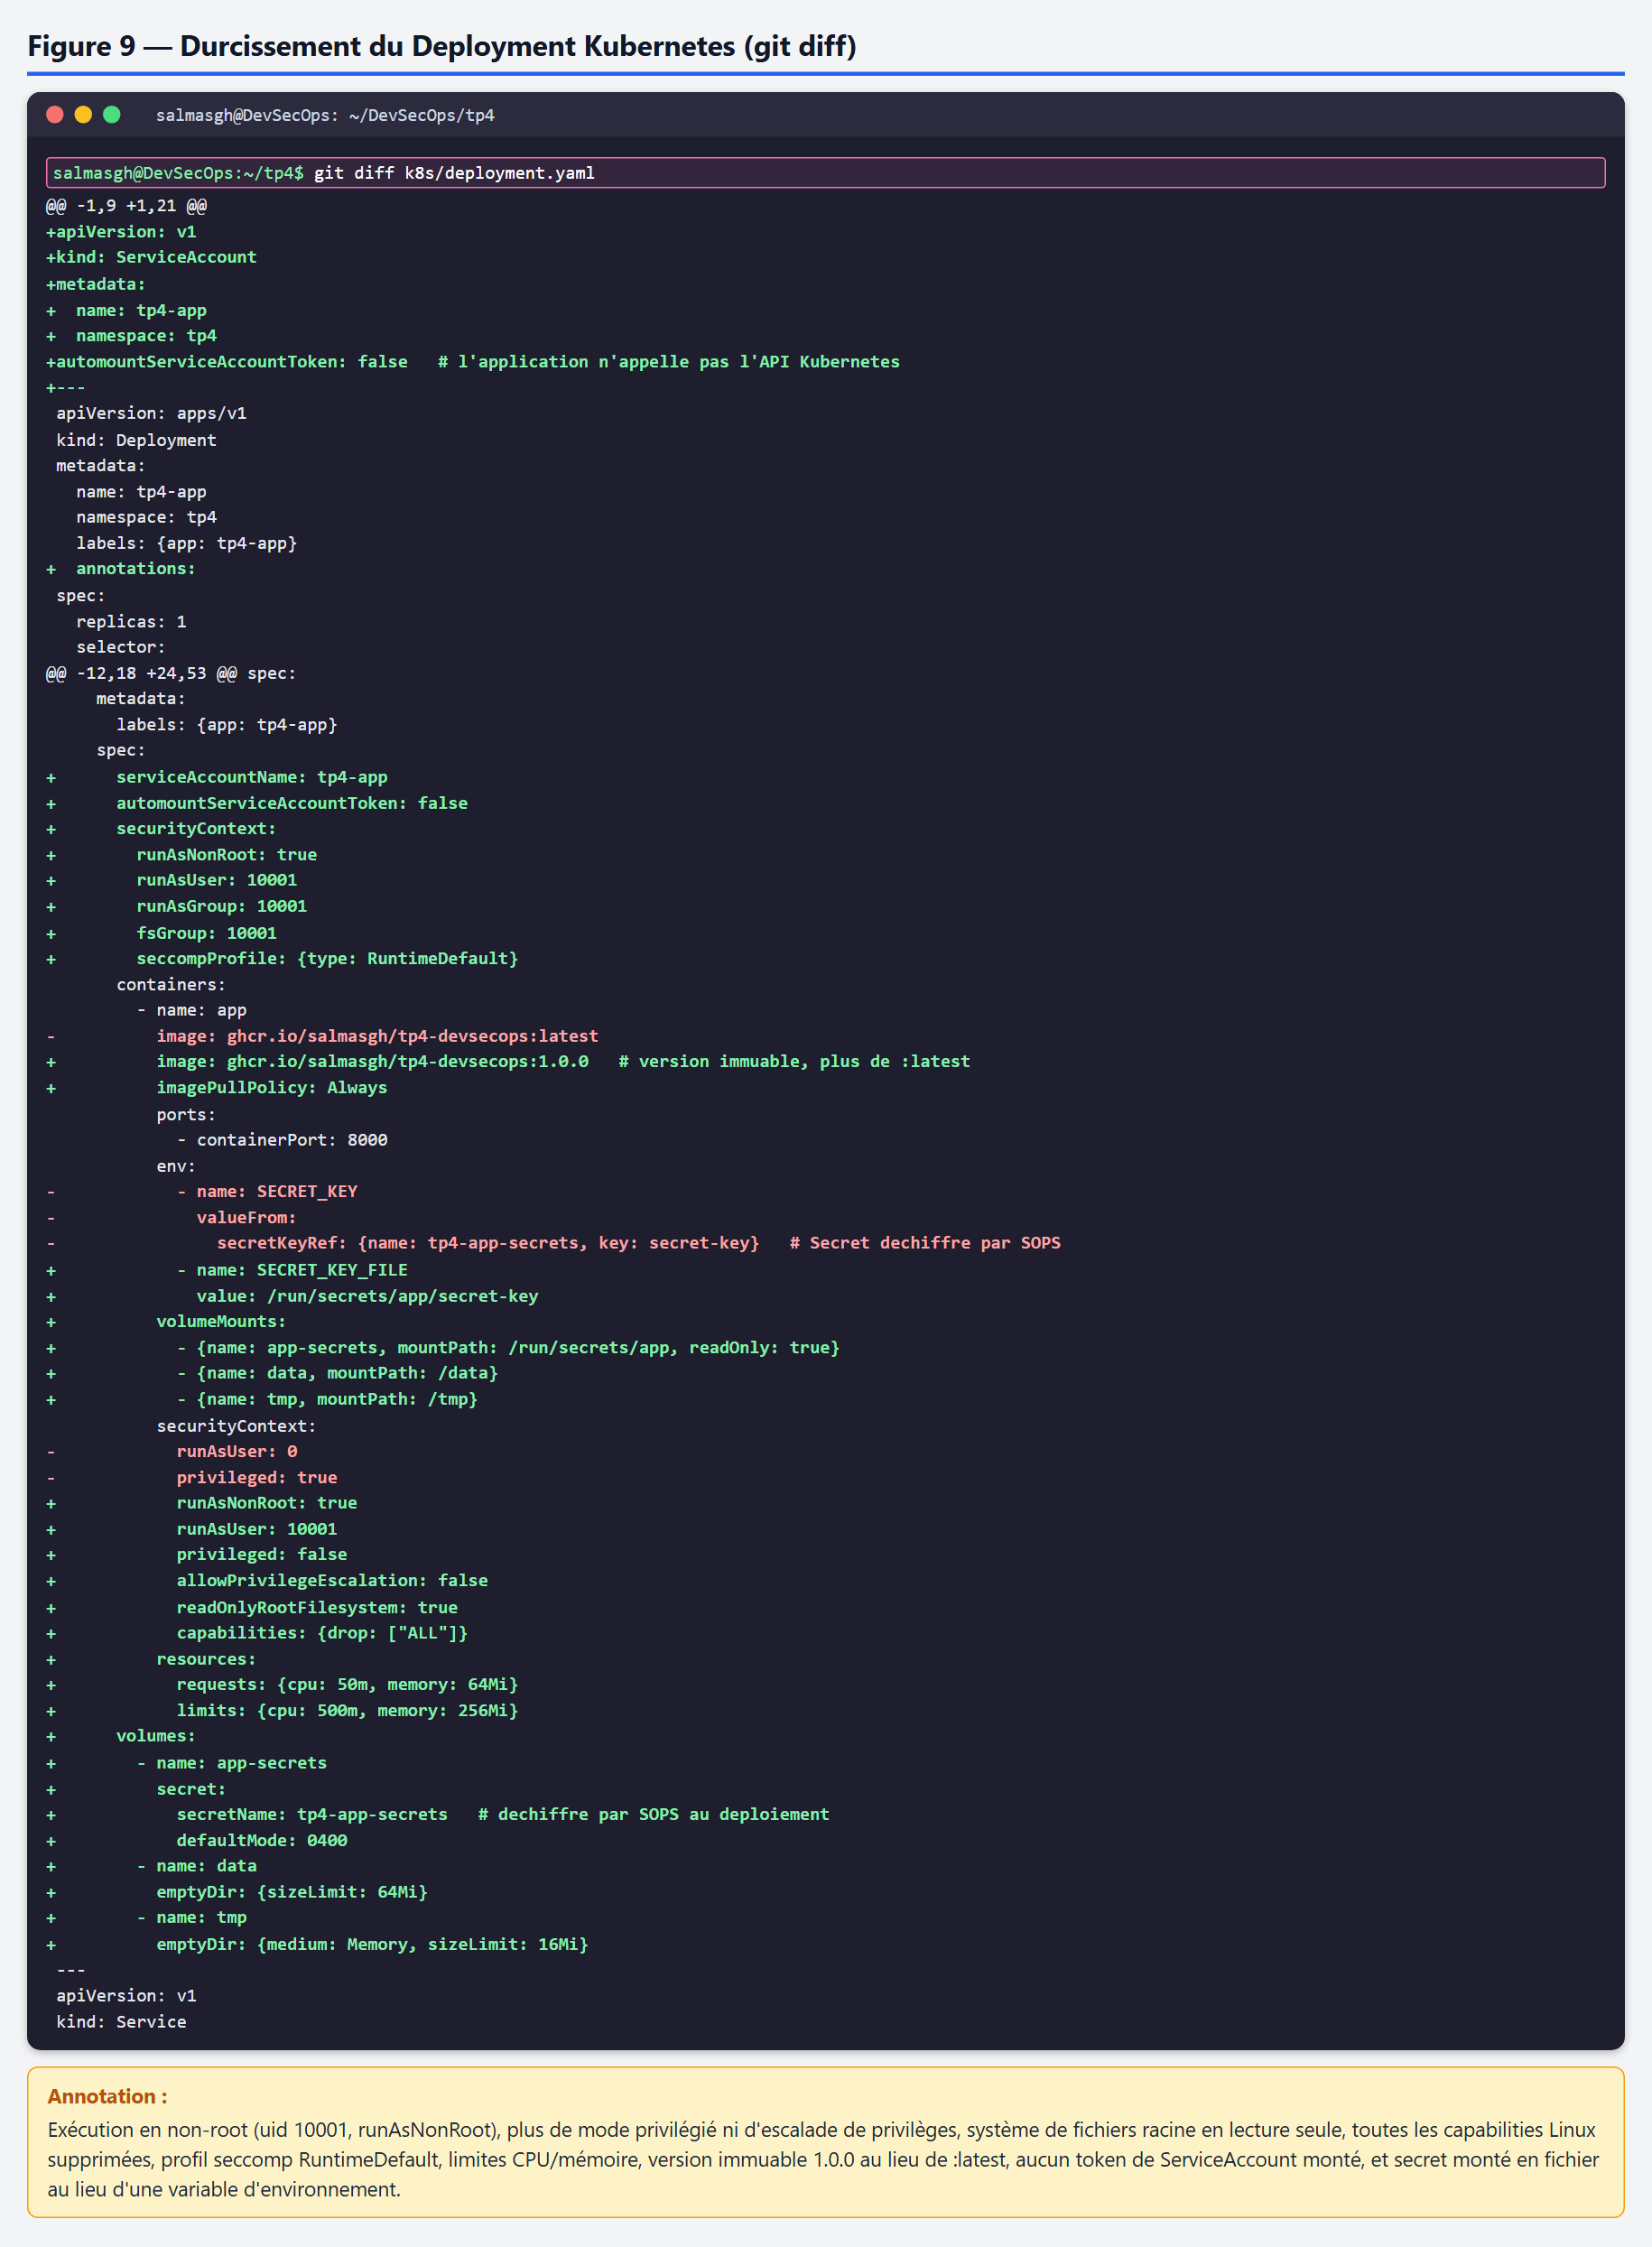 Figure 9 — Durcissement du Deployment Kubernetes (git diff)
salmasgh@DevSecOps: ~/DevSecOps/tp4
salmasgh@DevSecOps:~/tp4$ git diff k8s/deployment.yaml
@@ -1,9 +1,21 @@
+apiVersion: v1
+kind: ServiceAccount
+metadata:
+  name: tp4-app
+  namespace: tp4
+automountServiceAccountToken: false   # l'application n'appelle pas l'API Kubernetes
+---
 apiVersion: apps/v1
 kind: Deployment
 metadata:
   name: tp4-app
   namespace: tp4
   labels: {app: tp4-app}
+  annotations:
 spec:
   replicas: 1
   selector:
@@ -12,18 +24,53 @@ spec:
     metadata:
       labels: {app: tp4-app}
     spec:
+      serviceAccountName: tp4-app
+      automountServiceAccountToken: false
+      securityContext:
+        runAsNonRoot: true
+        runAsUser: 10001
+        runAsGroup: 10001
+        fsGroup: 10001
+        seccompProfile: {type: RuntimeDefault}
       containers:
         - name: app
-          image: ghcr.io/salmasgh/tp4-devsecops:latest
+          image: ghcr.io/salmasgh/tp4-devsecops:1.0.0   # version immuable, plus de :latest
+          imagePullPolicy: Always
           ports:
             - containerPort: 8000
           env:
-            - name: SECRET_KEY
-              valueFrom:
-                secretKeyRef: {name: tp4-app-secrets, key: secret-key}   # Secret dechiffre par SOPS
+            - name: SECRET_KEY_FILE
+              value: /run/secrets/app/secret-key
+          volumeMounts:
+            - {name: app-secrets, mountPath: /run/secrets/app, readOnly: true}
+            - {name: data, mountPath: /data}
+            - {name: tmp, mountPath: /tmp}
           securityContext:
-            runAsUser: 0
-            privileged: true
+            runAsNonRoot: true
+            runAsUser: 10001
+            privileged: false
+            allowPrivilegeEscalation: false
+            readOnlyRootFilesystem: true
+            capabilities: {drop: ["ALL"]}
+          resources:
+            requests: {cpu: 50m, memory: 64Mi}
+            limits: {cpu: 500m, memory: 256Mi}
+      volumes:
+        - name: app-secrets
+          secret:
+            secretName: tp4-app-secrets   # dechiffre par SOPS au deploiement
+            defaultMode: 0400
+        - name: data
+          emptyDir: {sizeLimit: 64Mi}
+        - name: tmp
+          emptyDir: {medium: Memory, sizeLimit: 16Mi}
 ---
 apiVersion: v1
 kind: Service
Annotation :
Exécution en non-root (uid 10001, runAsNonRoot), plus de mode privilégié ni d'escalade de privilèges, système de fichiers racine en lecture seule, toutes les capabilities Linux
supprimées, profil seccomp RuntimeDefault, limites CPU/mémoire, version immuable 1.0.0 au lieu de :latest, aucun token de ServiceAccount monté, et secret monté en fichier
au lieu d'une variable d'environnement.